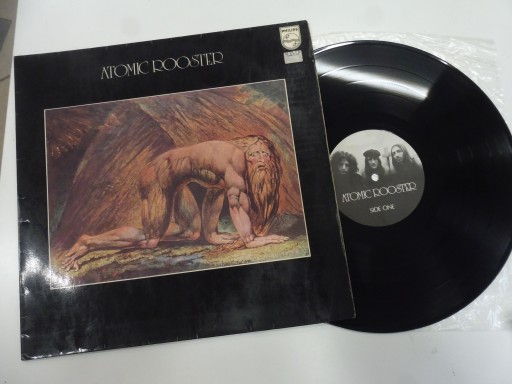 ATOMIC ROOSTER
PHILIPS
ATOMIC ROOSTER
SIDE ONE